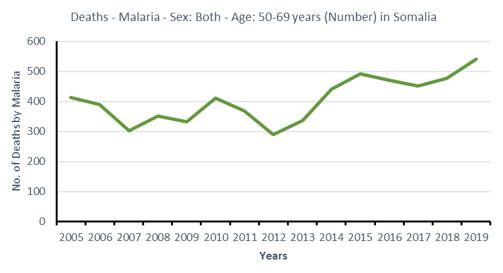 Deaths - Malaria - Sex: Both - Age: 50-69 years (Number) in Somalia
No. of Deaths by Malaria
600
500
400
300
200
100
0
2005 2006 2007 2008 2009 2010 2011 2012 2013 2014 2015 2016 2017 2018 2019
Years